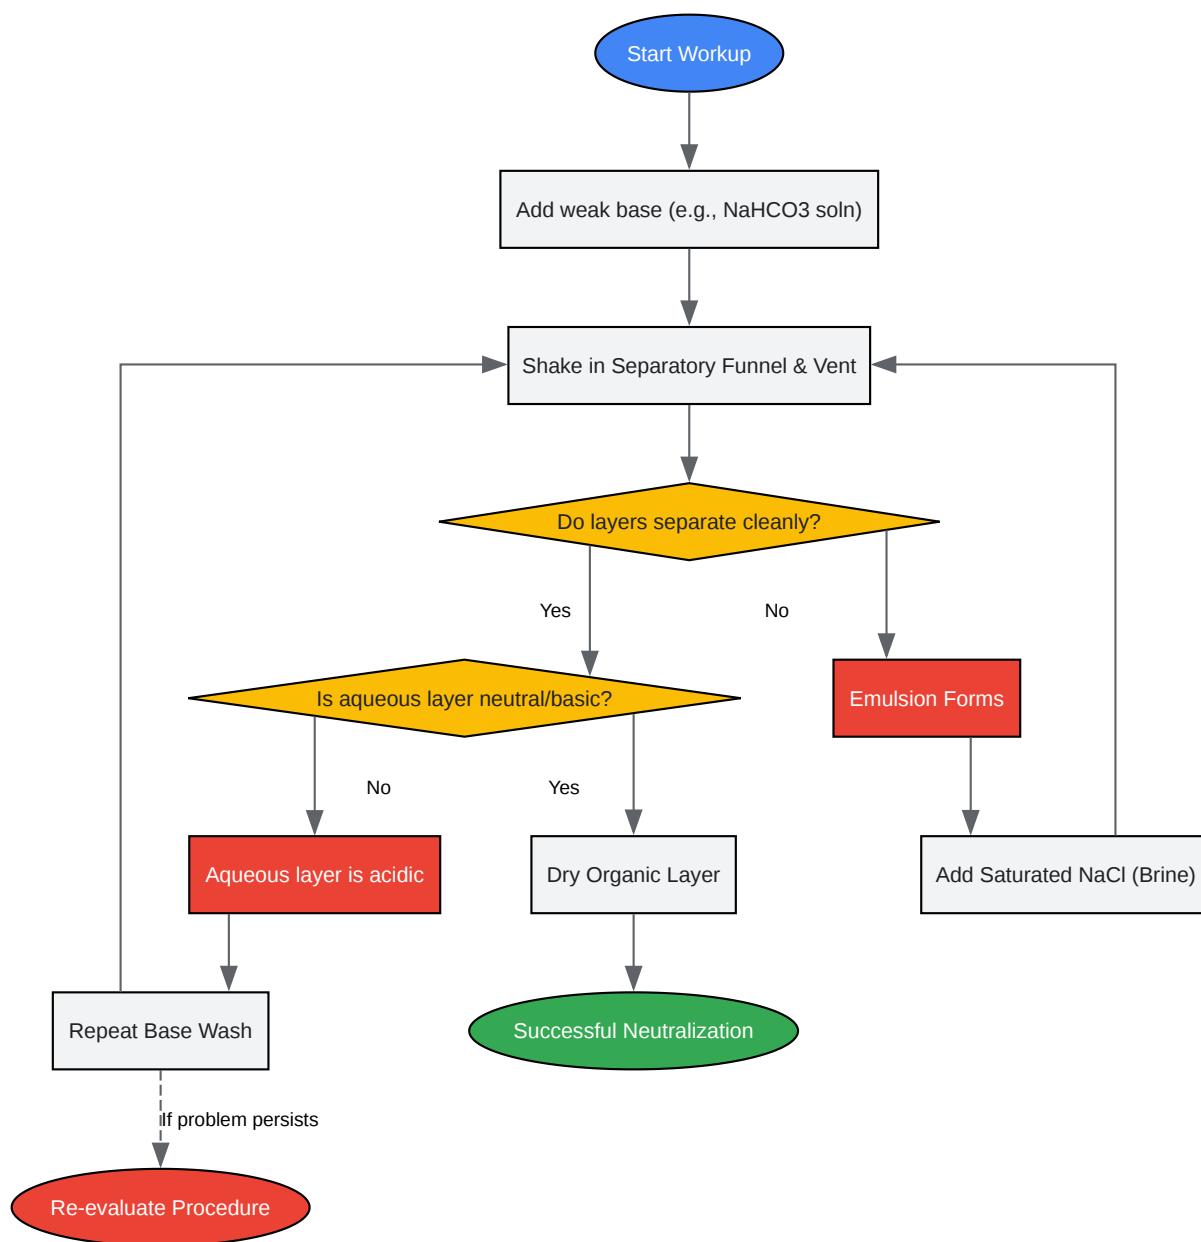 Start Workup
Add weak base (e.g., NaHCO3 soln)
Shake in Separatory Funnel & Vent
Do layers separate cleanly?
Yes
No
Is aqueous layer neutral/basic?
Emulsion Forms
No
Yes
Aqueous layer is acidic
Dry Organic Layer
Add Saturated NaCl (Brine)
Repeat Base Wash
Successful Neutralization
If problem persists
Re-evaluate Procedure